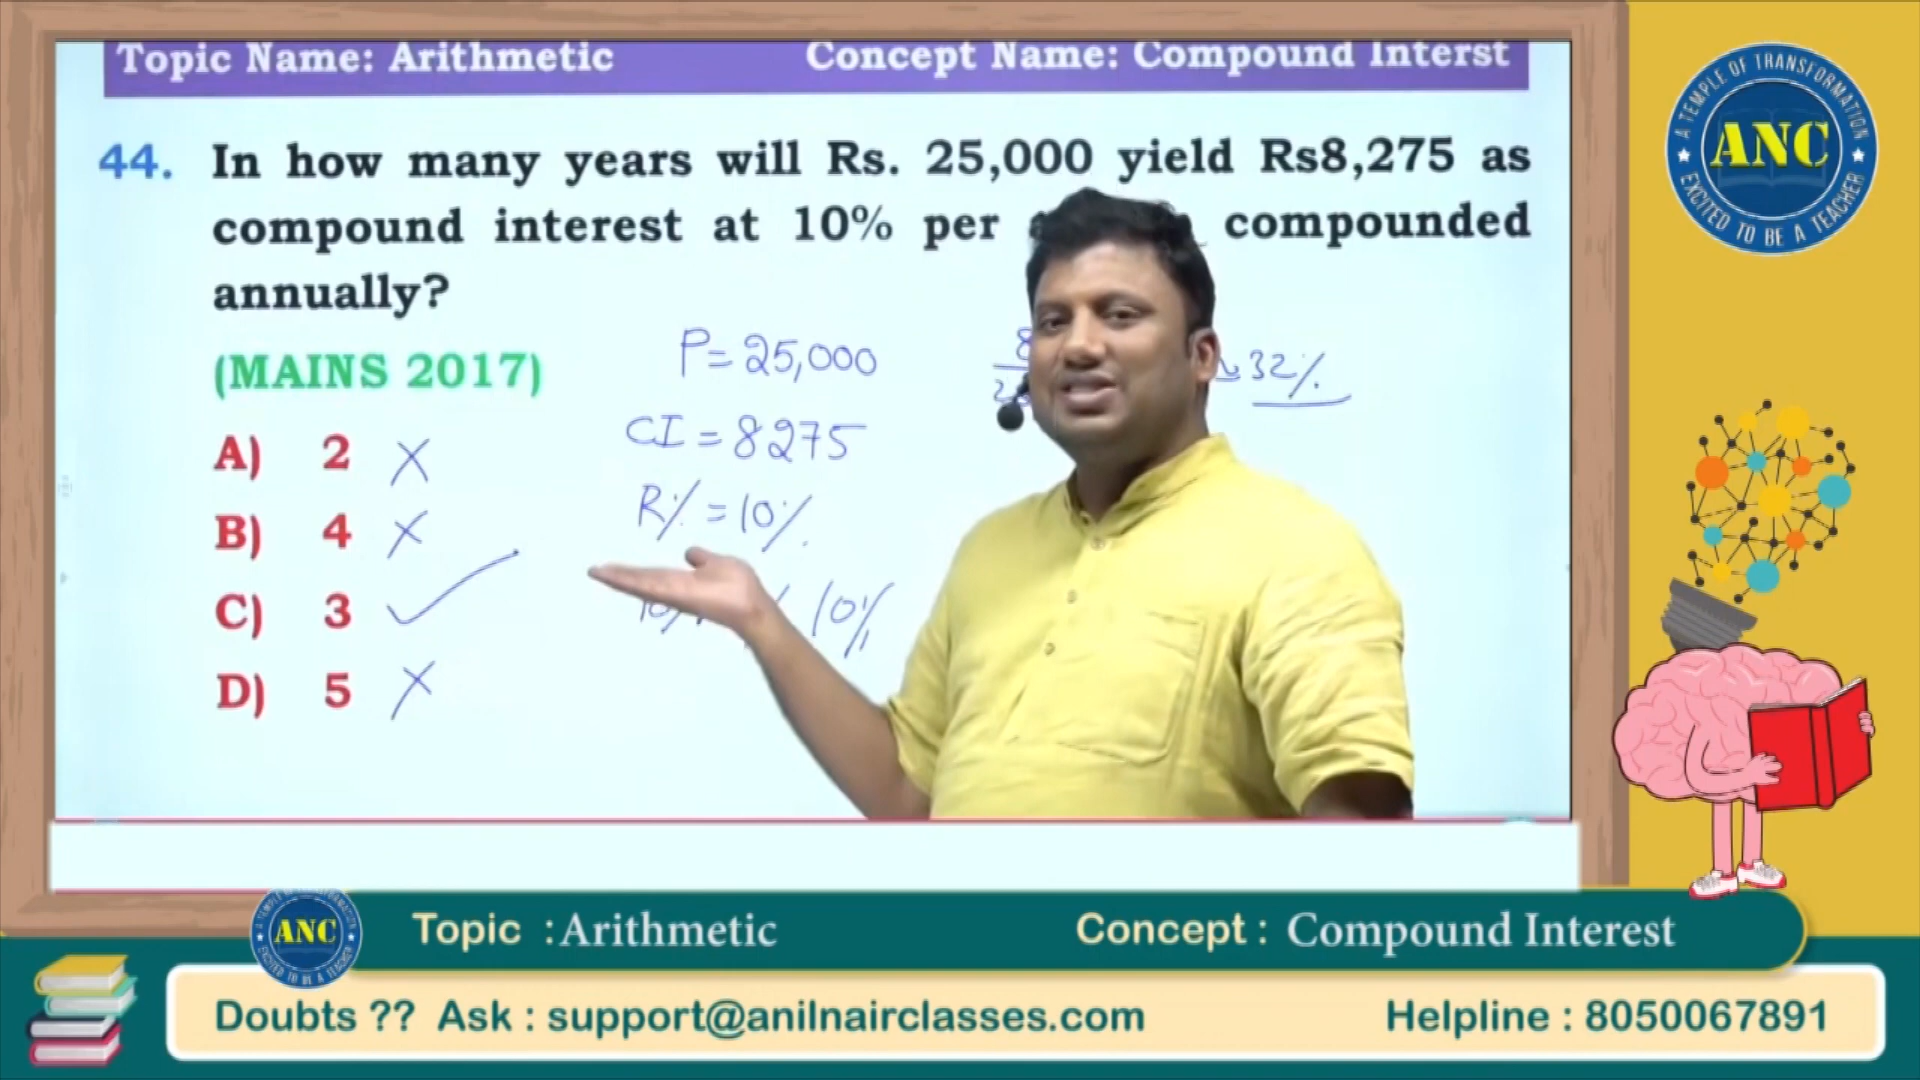 Topic Name: Arithmetic Concept Name: Compound Interst
44. In how many years will Rs. 25,000 yield Rs8,275 as
compound interest at 10% per compounded
annually?
(MAINS 2017)
A) 2
B) 4
C) 3
D) 5
P=25,000
CI=8275
R%=10%
10% 10%
32%
A TEMPLE OF TRANSFORMATION
ANC
EXCITED TO BE A TEACHER
ANC
Topic : Arithmetic Concept : Compound Interest
Doubts ?? Ask : support@anilnairclasses.com Helpline : 8050067891